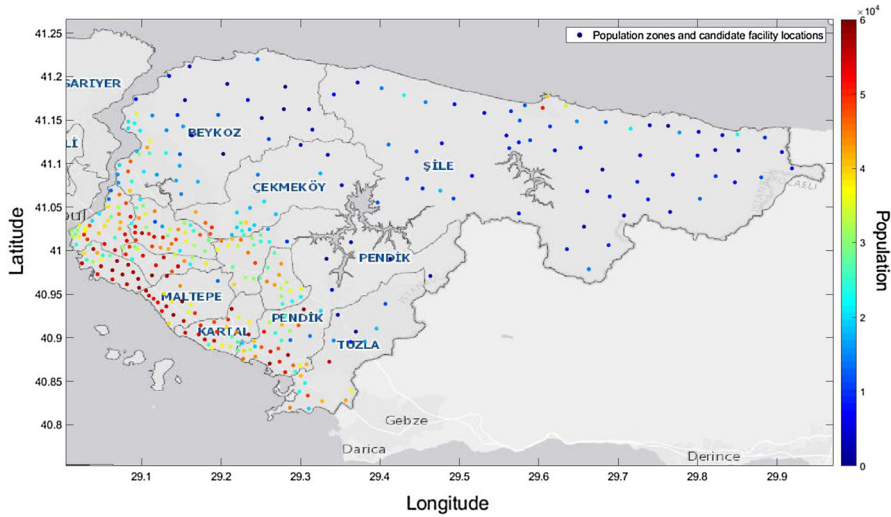 ×10⁴
41.25
41.2
41.15
41.1
41.05
41
40.95
40.9
40.85
40.8
Latitude
Population zones and candidate facility locations
SARIYER
BEYKOZ
Lİ
ŞİLE
ÇEKMEKÖY
PENDİK
MALTEPE
PENDİK
KARTAL
TUZLA
Gebze
Darica
Derince
29.1
29.2
29.3
29.4
29.5
29.6
29.7
29.8
29.9
Longitude
6
5
4
3
2
1
0
Population